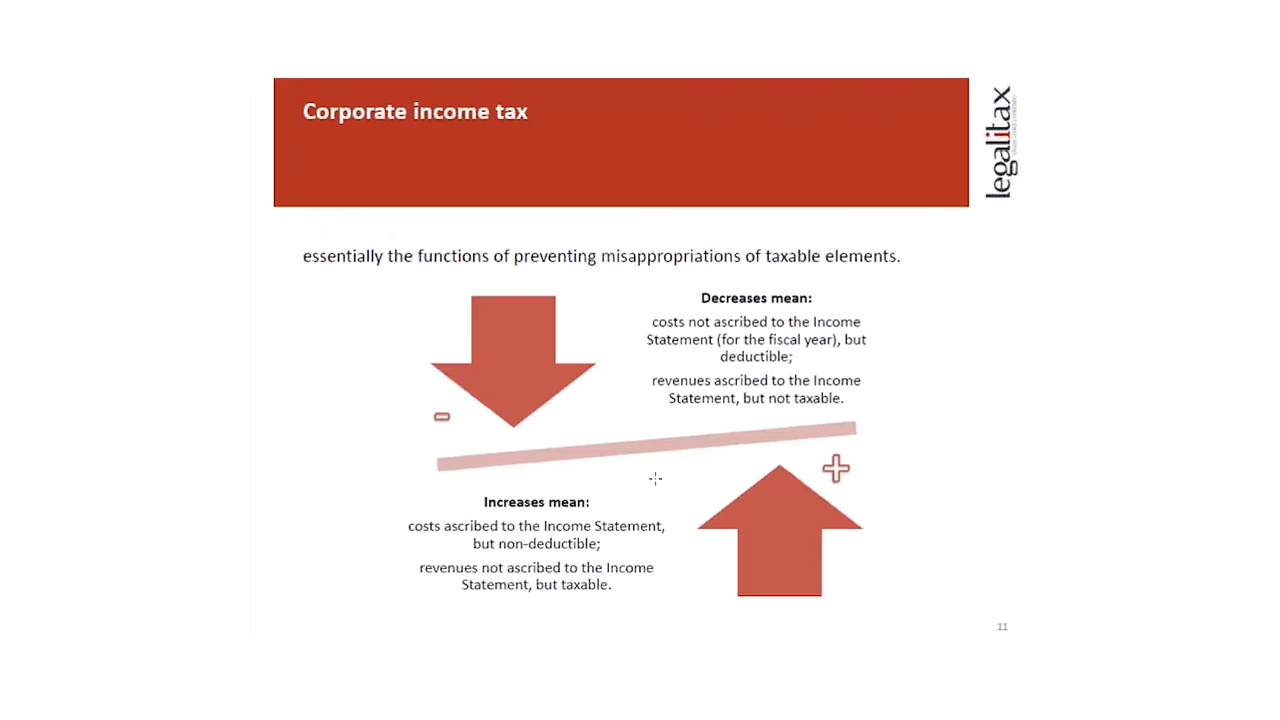 Corporate income tax
legalitax
essentially the functions of preventing misappropriations of taxable elements.
Decreases mean:
costs not ascribed to the Income
Statement (for the fiscal year), but
deductible;
revenues ascribed to the Income
Statement, but not taxable.
-
+
Increases mean:
costs ascribed to the Income Statement,
but non-deductible;
revenues not ascribed to the Income
Statement, but taxable.
11